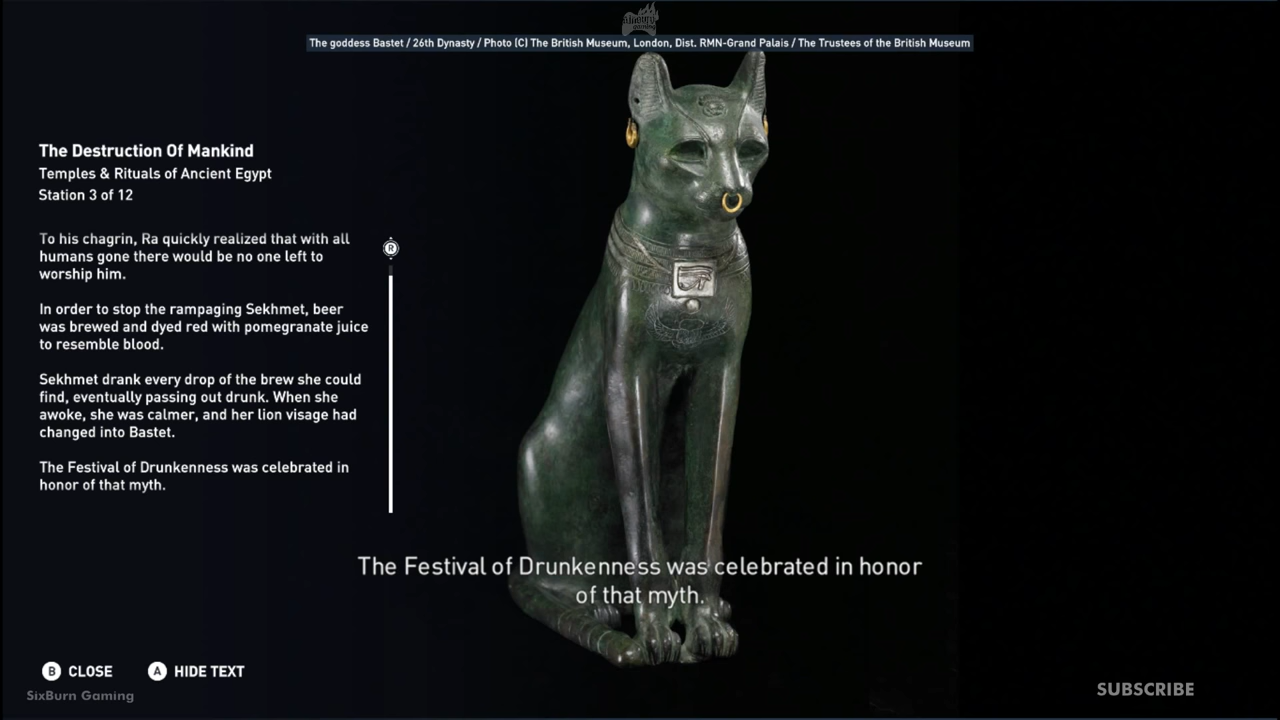 The goddess Bastet / 26th Dynasty / Photo (C) The British Museum, London, Dist. RMN-Grand Palais / The Trustees of the British Museum
The Destruction Of Mankind
Temples & Rituals of Ancient Egypt
Station 3 of 12
To his chagrin, Ra quickly realized that with all
humans gone there would be no one left to
worship him.
In order to stop the rampaging Sekhmet, beer
was brewed and dyed red with pomegranate juice
to resemble blood.
Sekhmet drank every drop of the brew she could
find, eventually passing out drunk. When she
awoke, she was calmer, and her lion visage had
changed into Bastet.
The Festival of Drunkenness was celebrated in
honor of that myth.
R
The Festival of Drunkenness was celebrated in honor
of that myth.
B CLOSE A HIDE TEXT
SixBurn Gaming
SUBSCRIBE